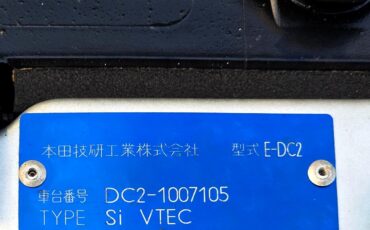 本田技研工業株式会社 型式 E-DC2
車台番号 DC2-1007105
TYPE Si VTEC